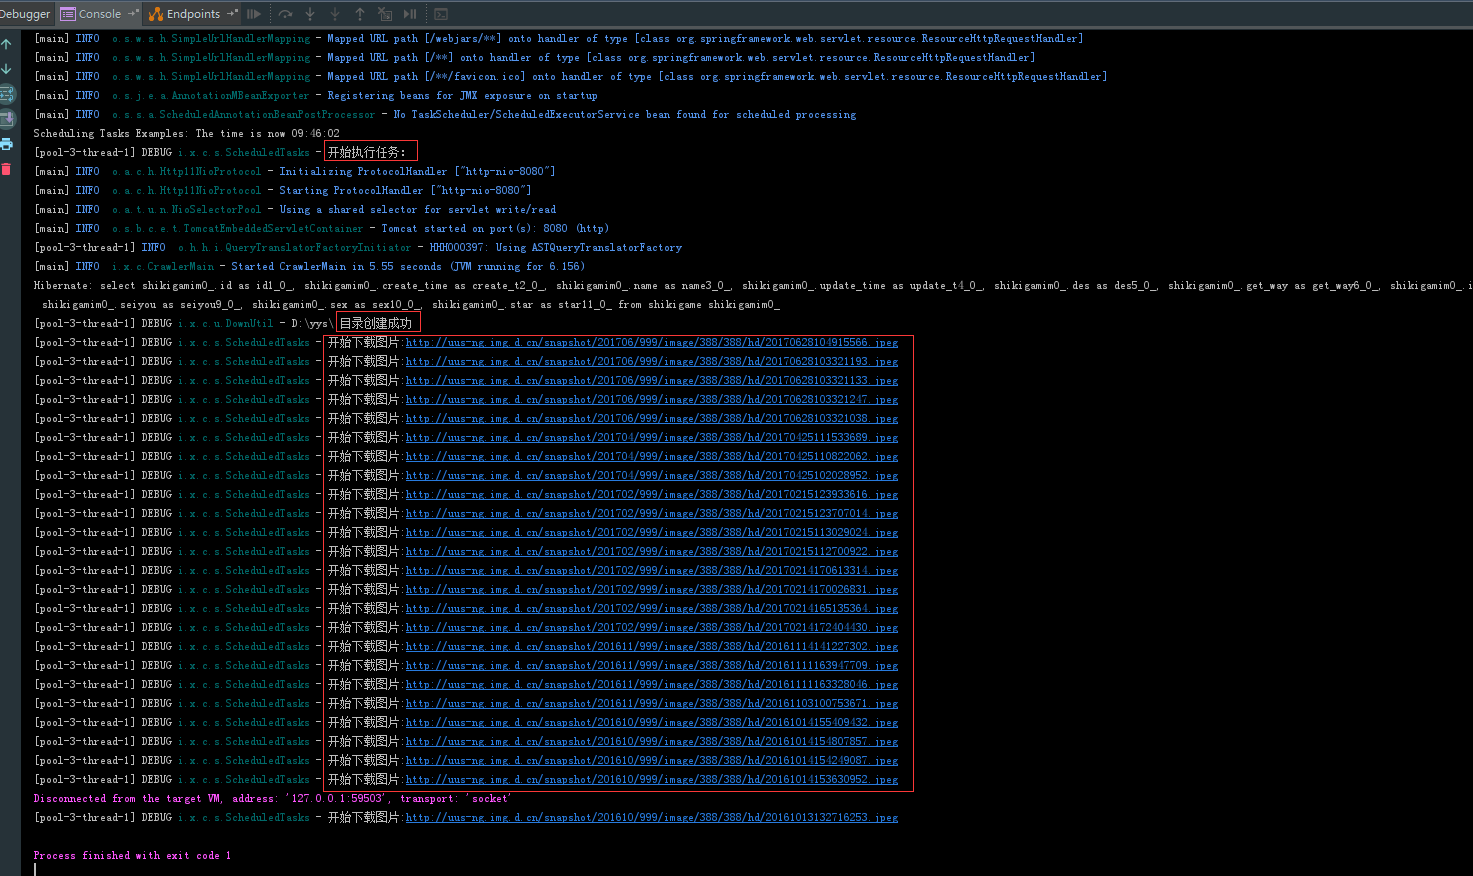 Debugger Console Endpoints
[main] INFO o.s.w.s.h.SimpleUrlHandlerMapping - Mapped URL path [/webjars/**] onto handler of type [class org.springframework.web.servlet.resource.ResourceHttpRequestHandler]
[main] INFO o.s.w.s.h.SimpleUrlHandlerMapping - Mapped URL path [/**] onto handler of type [class org.springframework.web.servlet.resource.ResourceHttpRequestHandler]
[main] INFO o.s.w.s.h.SimpleUrlHandlerMapping - Mapped URL path [/**/favicon.ico] onto handler of type [class org.springframework.web.servlet.resource.ResourceHttpRequestHandler]
[main] INFO o.s.j.e.a.AnnotationMBeanExporter - Registering beans for JMX exposure on startup
[main] INFO o.s.s.a.ScheduledAnnotationBeanPostProcessor - No TaskScheduler/ScheduledExecutorService bean found for scheduled processing
Scheduling Tasks Examples: The time is now 09:46:02
[pool-3-thread-1] DEBUG i.x.c.s.ScheduledTasks - 开始执行任务：
[main] INFO o.a.c.h.Http11NioProtocol - Initializing ProtocolHandler ["http-nio-8080"]
[main] INFO o.a.c.h.Http11NioProtocol - Starting ProtocolHandler ["http-nio-8080"]
[main] INFO o.a.t.u.n.NioSelectorPool - Using a shared selector for servlet write/read
[main] INFO o.s.b.c.e.t.TomcatEmbeddedServletContainer - Tomcat started on port(s): 8080 (http)
[pool-3-thread-1] INFO o.h.h.i.QueryTranslatorFactoryInitiator - HHH000397: Using ASTQueryTranslatorFactory
[main] INFO i.x.c.CrawlerMain - Started CrawlerMain in 5.55 seconds (JVM running for 6.156)
Hibernate: select shikigamim0_.id as id1_0_, shikigamim0_.create_time as create_t2_0_, shikigamim0_.name as name3_0_, shikigamim0_.update_time as update_t4_0_, shikigamim0_.des as des5_0_, shikigamim0_.get_way as get_way6_0_, shikigamim0_.i
shikigamim0_.seiyou as seiyou9_0_, shikigamim0_.sex as sex10_0_, shikigamim0_.star as star11_0_ from shikigame shikigamim0_
[pool-3-thread-1] DEBUG i.x.c.u.DownUtil - D:\yys\ 目录创建成功
[pool-3-thread-1] DEBUG i.x.c.s.ScheduledTasks - 开始下载图片:http://uus-ng.img.d.cn/snapshot/201706/999/image/388/388/hd/20170628104915566.jpeg
[pool-3-thread-1] DEBUG i.x.c.s.ScheduledTasks - 开始下载图片:http://uus-ng.img.d.cn/snapshot/201706/999/image/388/388/hd/20170628103321193.jpeg
[pool-3-thread-1] DEBUG i.x.c.s.ScheduledTasks - 开始下载图片:http://uus-ng.img.d.cn/snapshot/201706/999/image/388/388/hd/20170628103321133.jpeg
[pool-3-thread-1] DEBUG i.x.c.s.ScheduledTasks - 开始下载图片:http://uus-ng.img.d.cn/snapshot/201706/999/image/388/388/hd/20170628103321247.jpeg
[pool-3-thread-1] DEBUG i.x.c.s.ScheduledTasks - 开始下载图片:http://uus-ng.img.d.cn/snapshot/201706/999/image/388/388/hd/20170628103321038.jpeg
[pool-3-thread-1] DEBUG i.x.c.s.ScheduledTasks - 开始下载图片:http://uus-ng.img.d.cn/snapshot/201704/999/image/388/388/hd/20170425111533689.jpeg
[pool-3-thread-1] DEBUG i.x.c.s.ScheduledTasks - 开始下载图片:http://uus-ng.img.d.cn/snapshot/201704/999/image/388/388/hd/20170425110822062.jpeg
[pool-3-thread-1] DEBUG i.x.c.s.ScheduledTasks - 开始下载图片:http://uus-ng.img.d.cn/snapshot/201704/999/image/388/388/hd/20170425102028952.jpeg
[pool-3-thread-1] DEBUG i.x.c.s.ScheduledTasks - 开始下载图片:http://uus-ng.img.d.cn/snapshot/201702/999/image/388/388/hd/20170215123933616.jpeg
[pool-3-thread-1] DEBUG i.x.c.s.ScheduledTasks - 开始下载图片:http://uus-ng.img.d.cn/snapshot/201702/999/image/388/388/hd/20170215123707014.jpeg
[pool-3-thread-1] DEBUG i.x.c.s.ScheduledTasks - 开始下载图片:http://uus-ng.img.d.cn/snapshot/201702/999/image/388/388/hd/20170215113029024.jpeg
[pool-3-thread-1] DEBUG i.x.c.s.ScheduledTasks - 开始下载图片:http://uus-ng.img.d.cn/snapshot/201702/999/image/388/388/hd/20170215112700922.jpeg
[pool-3-thread-1] DEBUG i.x.c.s.ScheduledTasks - 开始下载图片:http://uus-ng.img.d.cn/snapshot/201702/999/image/388/388/hd/20170214170613314.jpeg
[pool-3-thread-1] DEBUG i.x.c.s.ScheduledTasks - 开始下载图片:http://uus-ng.img.d.cn/snapshot/201702/999/image/388/388/hd/20170214170026831.jpeg
[pool-3-thread-1] DEBUG i.x.c.s.ScheduledTasks - 开始下载图片:http://uus-ng.img.d.cn/snapshot/201702/999/image/388/388/hd/20170214165135364.jpeg
[pool-3-thread-1] DEBUG i.x.c.s.ScheduledTasks - 开始下载图片:http://uus-ng.img.d.cn/snapshot/201702/999/image/388/388/hd/20170214172404430.jpeg
[pool-3-thread-1] DEBUG i.x.c.s.ScheduledTasks - 开始下载图片:http://uus-ng.img.d.cn/snapshot/201611/999/image/388/388/hd/20161114141227302.jpeg
[pool-3-thread-1] DEBUG i.x.c.s.ScheduledTasks - 开始下载图片:http://uus-ng.img.d.cn/snapshot/201611/999/image/388/388/hd/20161111163947709.jpeg
[pool-3-thread-1] DEBUG i.x.c.s.ScheduledTasks - 开始下载图片:http://uus-ng.img.d.cn/snapshot/201611/999/image/388/388/hd/20161111163328046.jpeg
[pool-3-thread-1] DEBUG i.x.c.s.ScheduledTasks - 开始下载图片:http://uus-ng.img.d.cn/snapshot/201611/999/image/388/388/hd/20161103100753671.jpeg
[pool-3-thread-1] DEBUG i.x.c.s.ScheduledTasks - 开始下载图片:http://uus-ng.img.d.cn/snapshot/201610/999/image/388/388/hd/20161014155409432.jpeg
[pool-3-thread-1] DEBUG i.x.c.s.ScheduledTasks - 开始下载图片:http://uus-ng.img.d.cn/snapshot/201610/999/image/388/388/hd/20161014154807857.jpeg
[pool-3-thread-1] DEBUG i.x.c.s.ScheduledTasks - 开始下载图片:http://uus-ng.img.d.cn/snapshot/201610/999/image/388/388/hd/20161014154249087.jpeg
[pool-3-thread-1] DEBUG i.x.c.s.ScheduledTasks - 开始下载图片:http://uus-ng.img.d.cn/snapshot/201610/999/image/388/388/hd/20161014153630952.jpeg
Disconnected from the target VM, address: '127.0.0.1:59503', transport: 'socket'
[pool-3-thread-1] DEBUG i.x.c.s.ScheduledTasks - 开始下载图片:http://uus-ng.img.d.cn/snapshot/201610/999/image/388/388/hd/20161013132716253.jpeg
Process finished with exit code 1